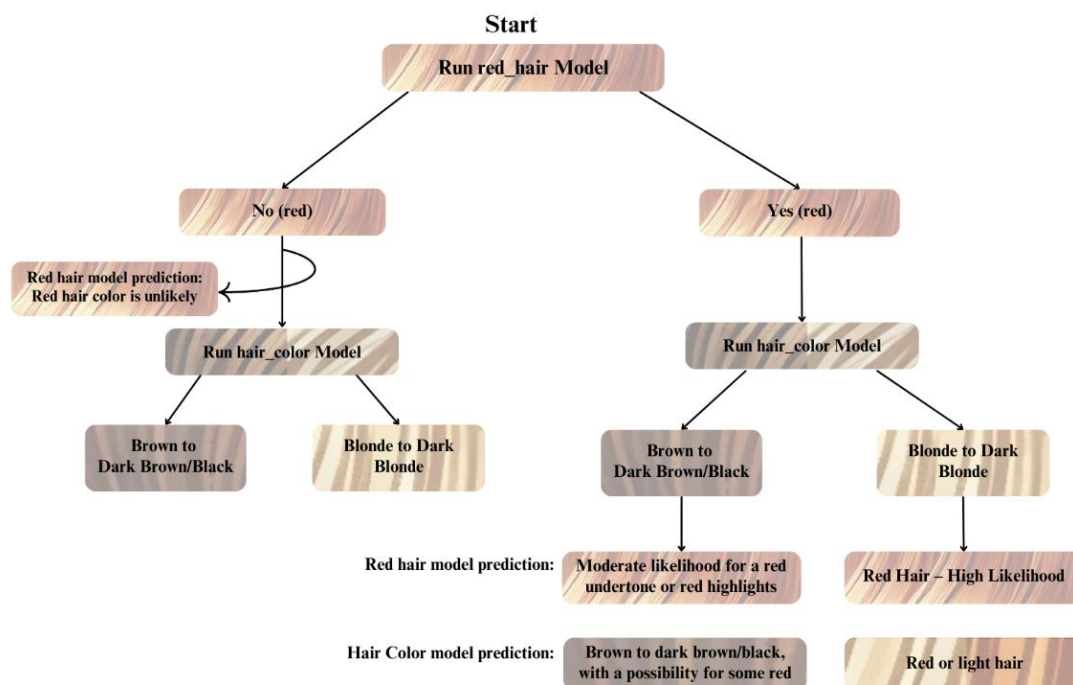 Start
Run red_hair Model
No (red)
Yes (red)
Red hair model prediction:
Red hair color is unlikely
Run hair_color Model
Run hair_color Model
Brown to
Dark Brown/Black
Blonde to Dark
Blonde
Brown to
Dark Brown/Black
Blonde to Dark
Blonde
Red hair model prediction:
Moderate likelihood for a red
undertone or red highlights
Red Hair – High Likelihood
Hair Color model prediction:
Brown to dark brown/black,
with a possibility for some red
Red or light hair